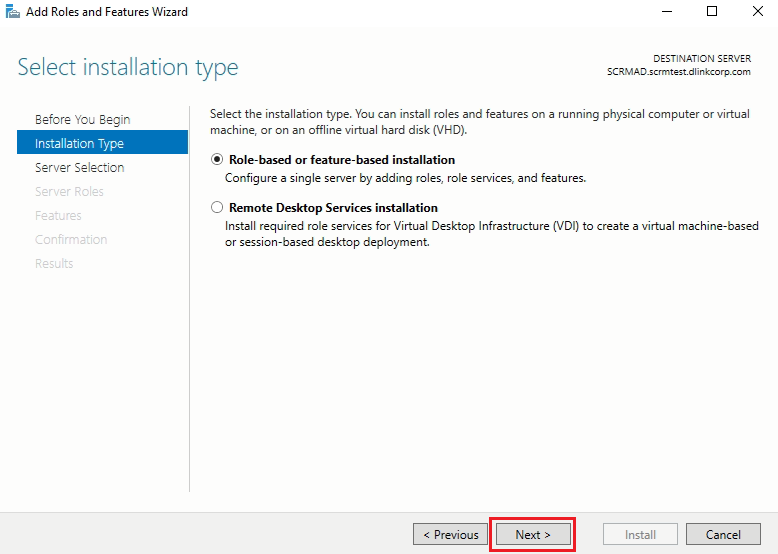 Add Roles and Features Wizard
Select installation type
DESTINATION SERVER
SCRMAD.scrmtest.dlinkcorp.com
Before You Begin
Installation Type
Server Selection
Server Roles
Features
Confirmation
Results
Select the installation type. You can install roles and features on a running physical computer or virtual
machine, or on an offline virtual hard disk (VHD).
Role-based or feature-based installation
Configure a single server by adding roles, role services, and features.
Remote Desktop Services installation
Install required role services for Virtual Desktop Infrastructure (VDI) to create a virtual machine-based
or session-based desktop deployment.
< Previous
Next >
Install
Cancel